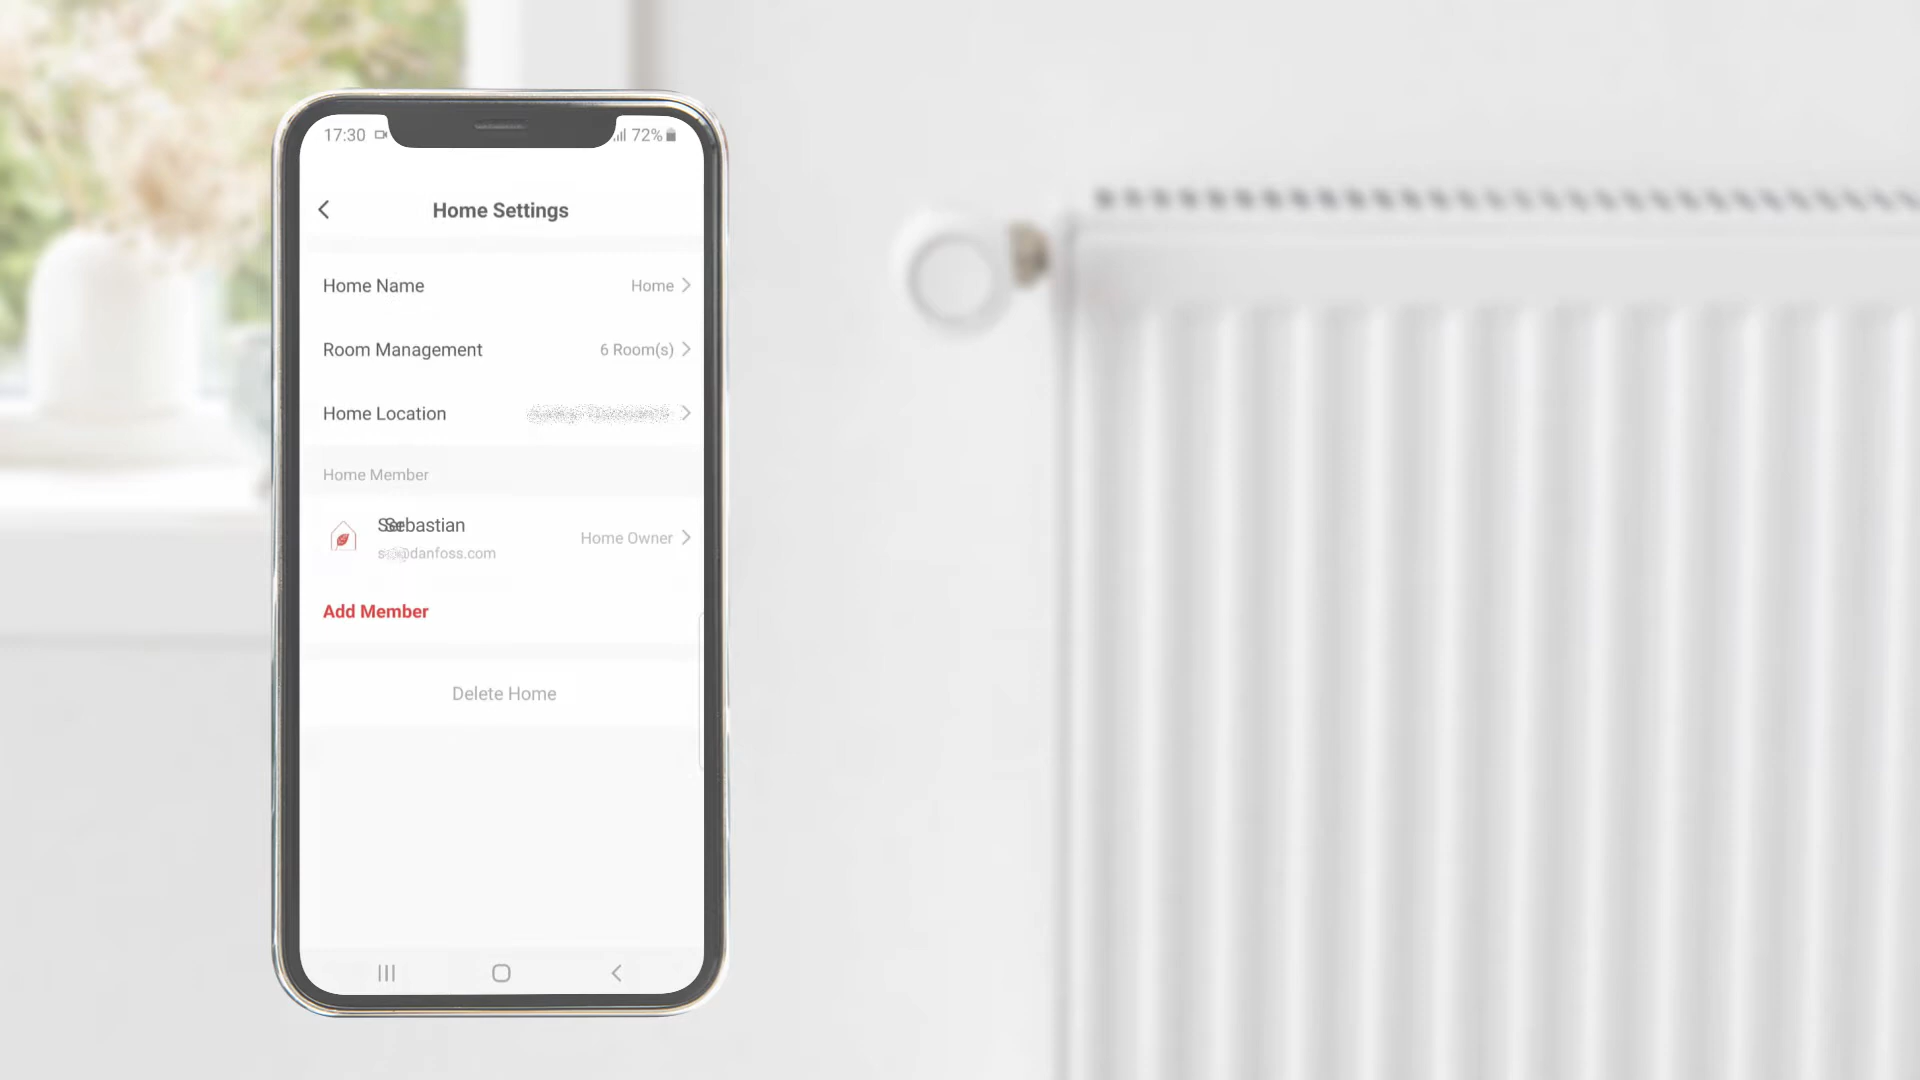 17:30 72%
Home Settings
Home Name Home
Room Management 6 Room(s)
Home Location
Home Member
Sebastian
@danfoss.com
Home Owner
Add Member
Delete Home